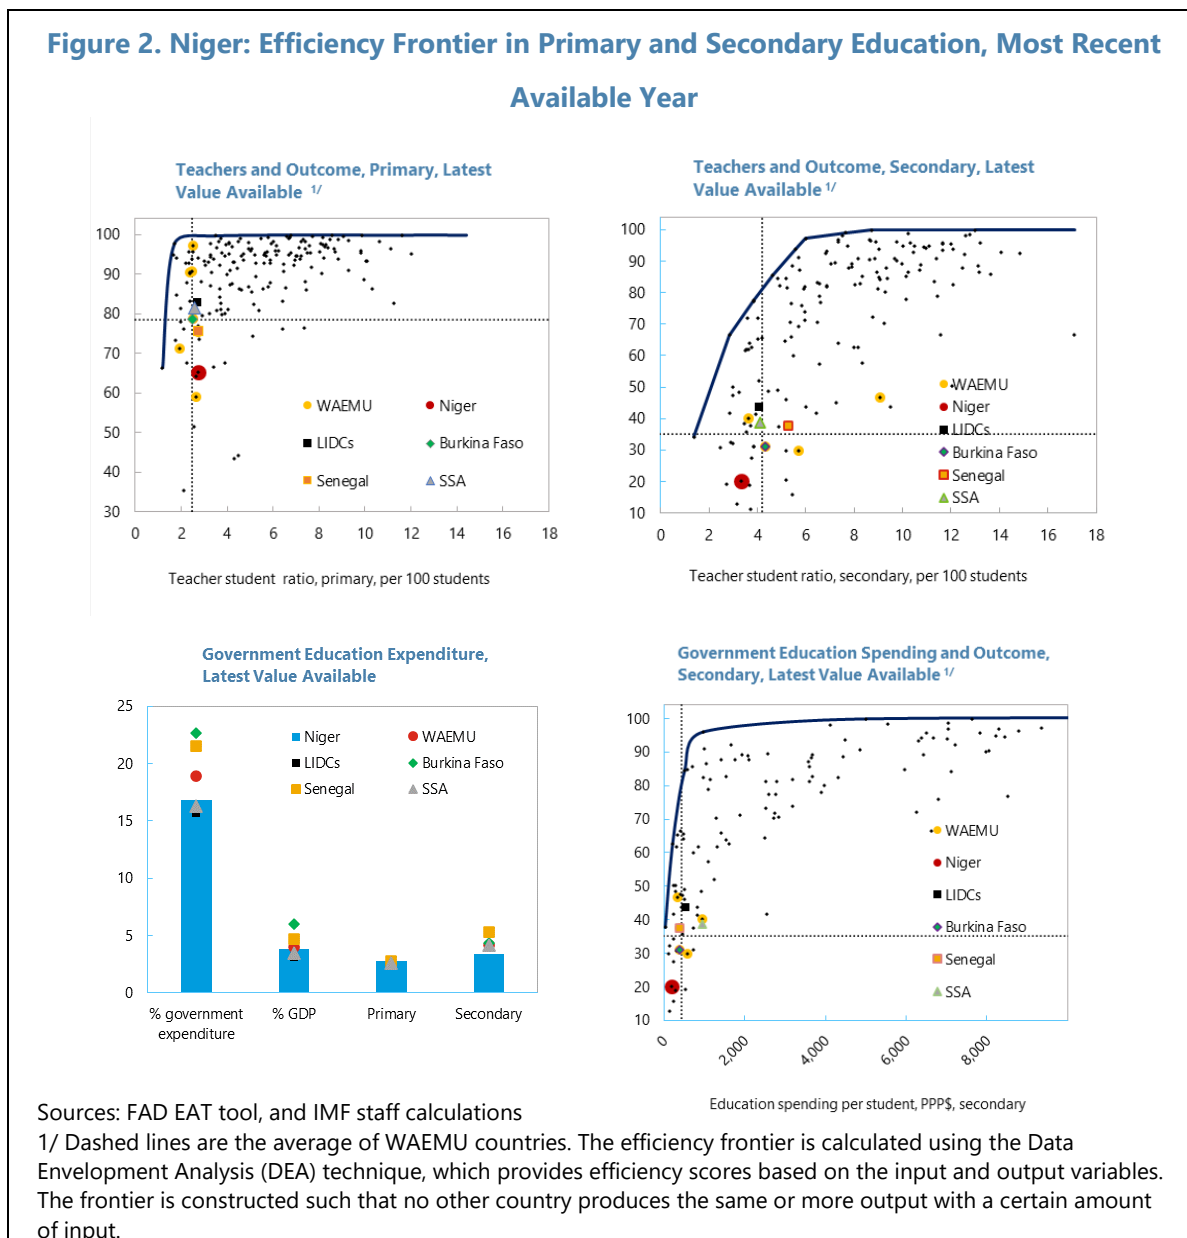 Figure 2. Niger: Efficiency Frontier in Primary and Secondary Education, Most Recent
Available Year
Teachers and Outcome, Primary, Latest
Value Available 1/
100
90
80
70
60
50
40
30
0 2 4 6 8 10 12 14 16 18
WAEMU
Niger
LIDCs
Burkina Faso
Senegal
SSA
Teacher student ratio, primary, per 100 students
Teachers and Outcome, Secondary, Latest
Value Available 1/
100
90
80
70
60
50
40
30
20
10
0 2 4 6 8 10 12 14 16 18
WAEMU
Niger
LIDCs
Burkina Faso
Senegal
SSA
Teacher student ratio, secondary, per 100 students
Government Education Expenditure,
Latest Value Available
25
20
15
10
5
0
Niger
WAEMU
LIDCs
Burkina Faso
Senegal
SSA
% government
expenditure
% GDP
Primary
Secondary
Government Education Spending and Outcome,
Secondary, Latest Value Available 1/
100
90
80
70
60
50
40
30
20
10
0 2,000 4,000 6,000 8,000
WAEMU
Niger
LIDCs
Burkina Faso
Senegal
SSA
Education spending per student, PPP$, secondary
Sources: FAD EAT tool, and IMF staff calculations
1/ Dashed lines are the average of WAEMU countries. The efficiency frontier is calculated using the Data
Envelopment Analysis (DEA) technique, which provides efficiency scores based on the input and output variables.
The frontier is constructed such that no other country produces the same or more output with a certain amount
of input.